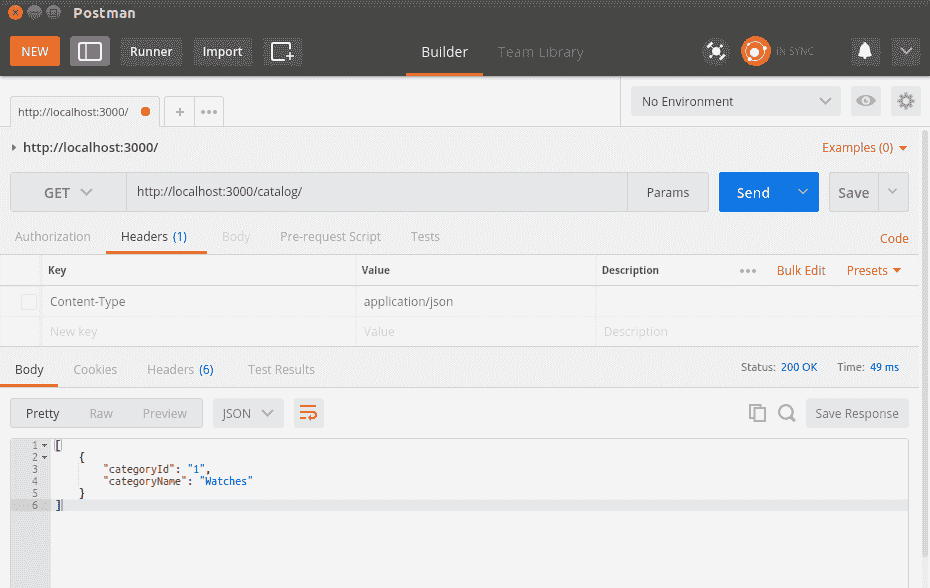 Postman
NEW Runner Import Builder Team Library IN SYNC
http://localhost:3000/ + ••• No Environment
http://localhost:3000/ Examples (0)
GET http://localhost:3000/catalog/ Params Send Save
Authorization Headers (1) Body Pre-request Script Tests Code
Key Value Description ••• Bulk Edit Presets
Content-Type application/json
New key Value Description
Body Cookies Headers (6) Test Results Status: 200 OK Time: 49 ms
Pretty Raw Preview JSON Save Response
1 [
2 {
3 "categoryId": "1",
4 "categoryName": "Watches"
5 }
6 ]